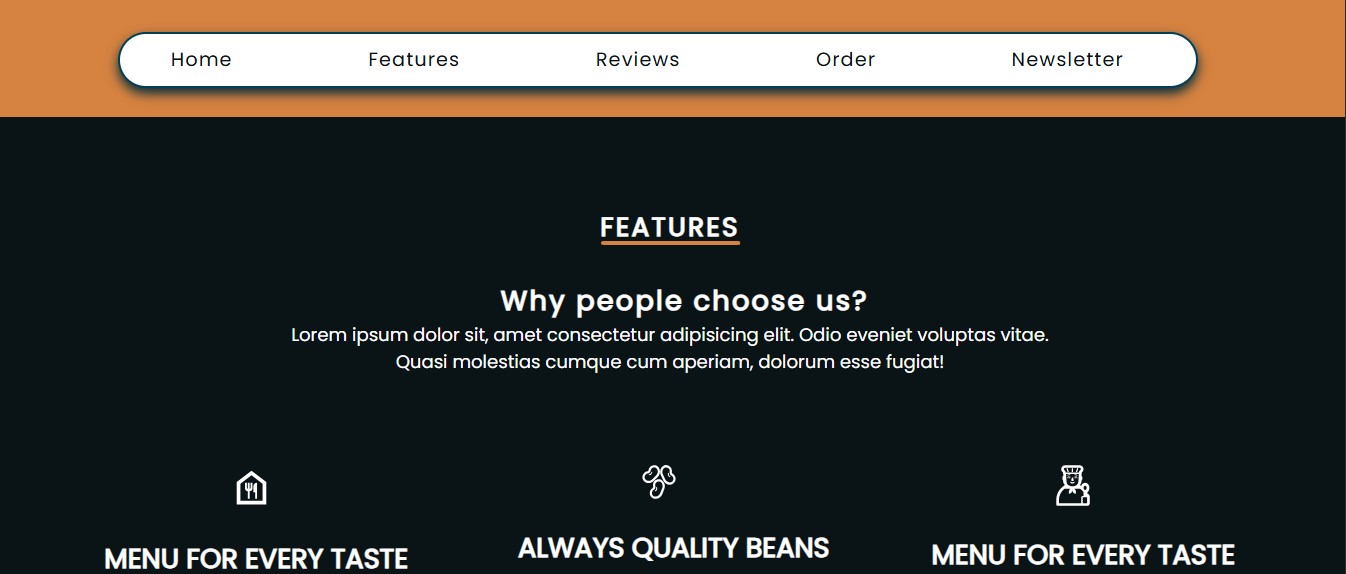 Home Features Reviews Order Newsletter
FEATURES
Why people choose us?
Lorem ipsum dolor sit, amet consectetur adipisicing elit. Odio eveniet voluptas vitae.
Quasi molestias cumque cum aperiam, dolorum esse fugiat!
MENU FOR EVERY TASTE
ALWAYS QUALITY BEANS
MENU FOR EVERY TASTE